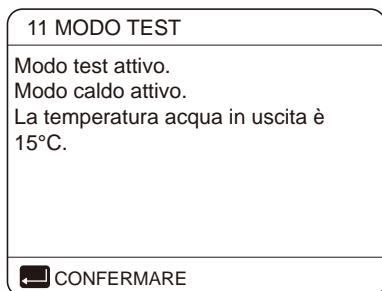 11 MODO TEST
Modo test attivo.
Modo caldo attivo.
La temperatura acqua in uscita è
15°C.
CONFERMARE